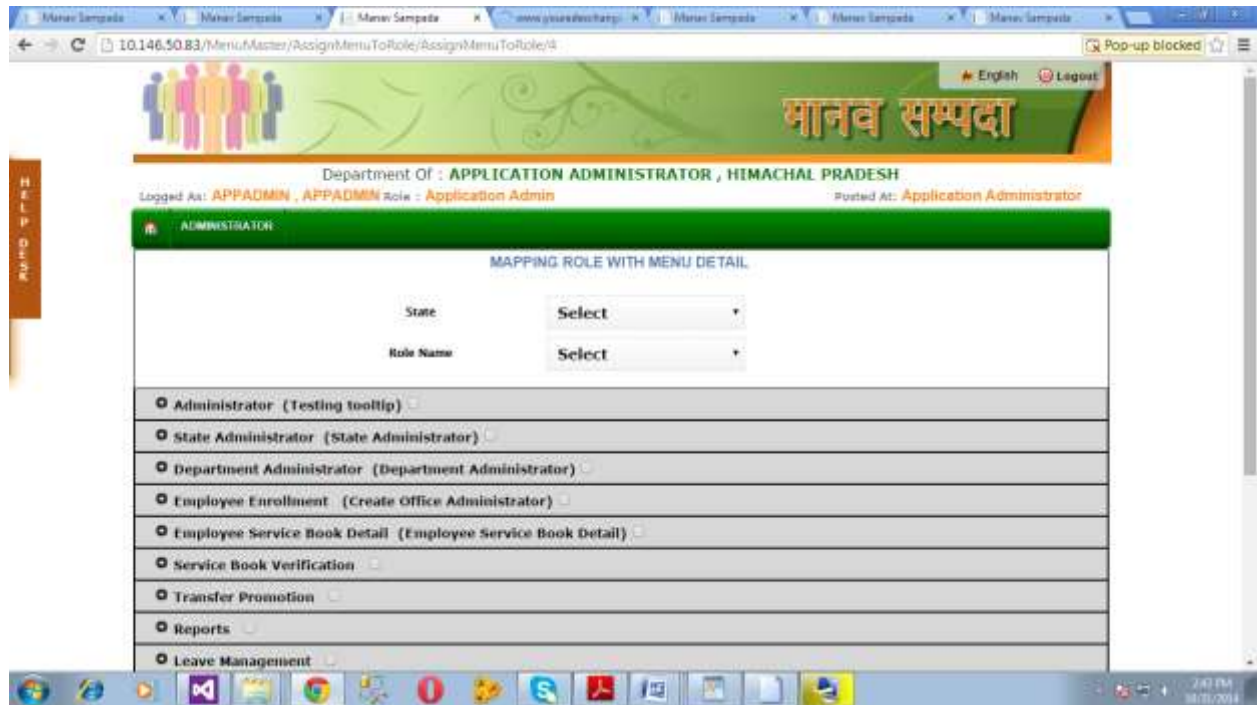 Manav Sampada Manav Sampada Manav Sampada Manav Sampada Manav Sampada Manav Sampada
10.146.50.83/MenuMaster/AssignMenuToRole/AssignMenuToRole/4 Pop-up blocked
English Logout
मानव सम्पदा
HELP DESK
Department Of : APPLICATION ADMINISTRATOR , HIMACHAL PRADESH
Logged As: APPADMIN , APPADMIN Role : Application Admin Posted At: Application Administrator
ADMINISTRATOR
MAPPING ROLE WITH MENU DETAIL
State Select
Role Name Select
Administrator (Testing tooltip)
State Administrator (State Administrator)
Department Administrator (Department Administrator)
Employee Enrollment (Create Office Administrator)
Employee Service Book Detail (Employee Service Book Detail)
Service Book Verification
Transfer Promotion
Reports
Leave Management
2:43 PM